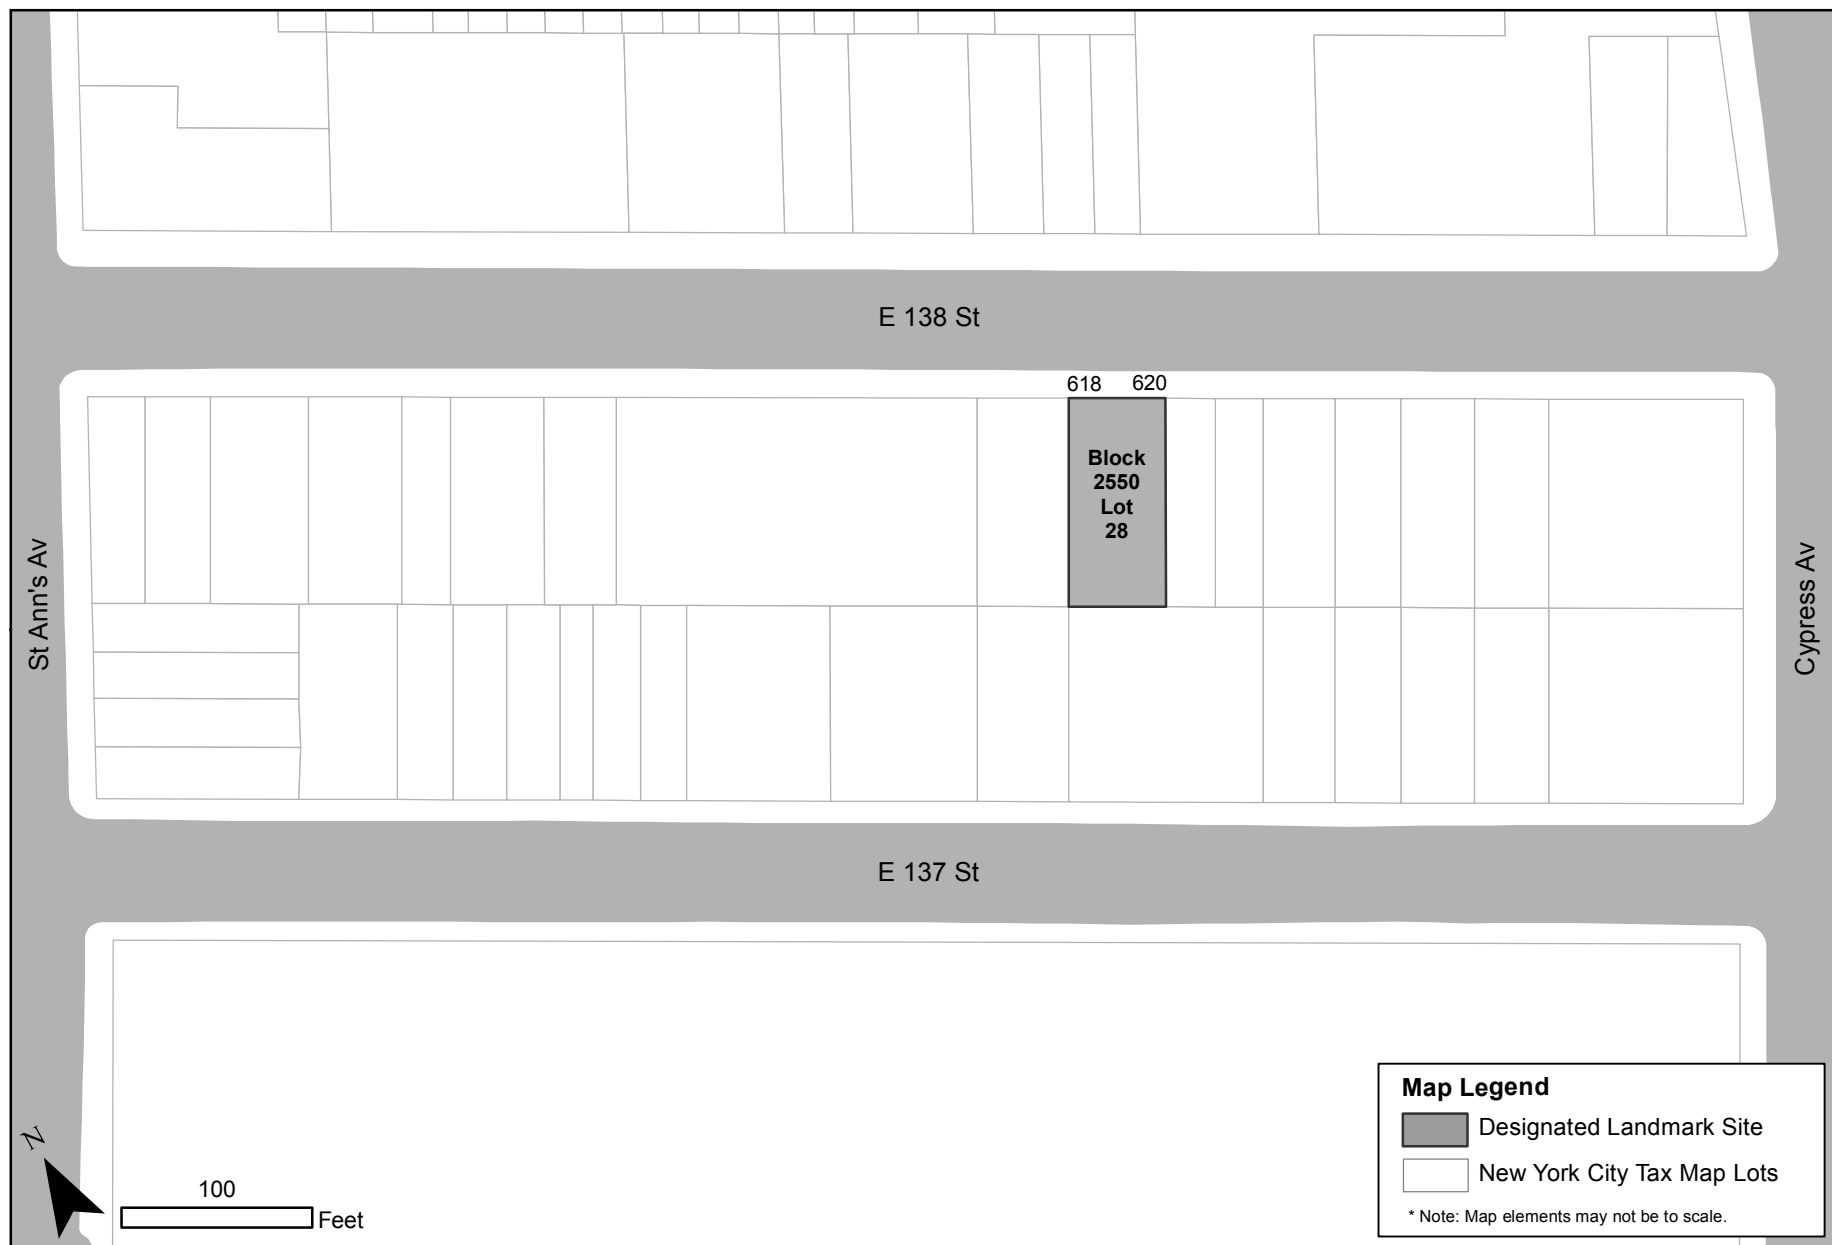 E 138 St
618 620
Block
2550
Lot
28
St Ann's Av
Cypress Av
E 137 St
N
100
Feet
Map Legend
Designated Landmark Site
New York City Tax Map Lots
* Note: Map elements may not be to scale.